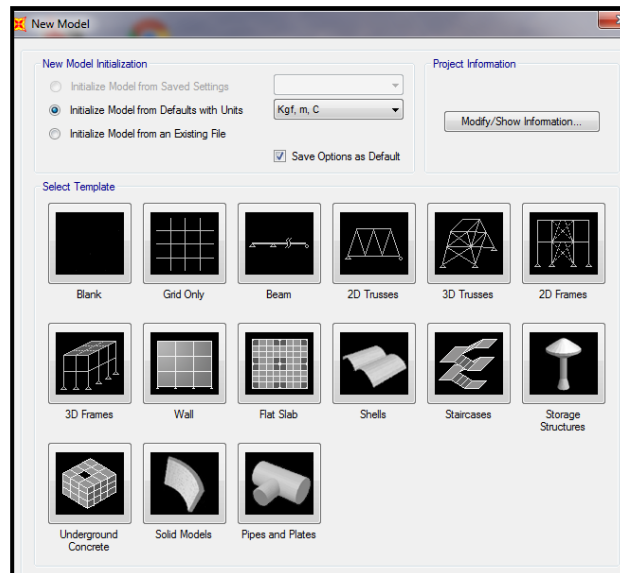 New Model
New Model Initialization
Initialize Model from Saved Settings
Initialize Model from Defaults with Units
Kgf, m, C
Initialize Model from an Existing File
Save Options as Default
Project Information
Modify/Show Information...
Select Template
Blank
Grid Only
Beam
2D Trusses
3D Trusses
2D Frames
3D Frames
Wall
Flat Slab
Shells
Staircases
Storage
Structures
Underground
Concrete
Solid Models
Pipes and Plates